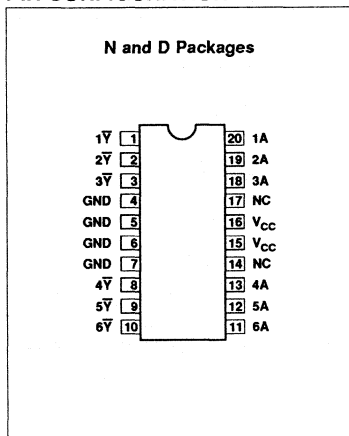 N and D Packages
1Y̅ 1 20 1A
2Y̅ 2 19 2A
3Y̅ 3 18 3A
GND 4 17 NC
GND 5 16 VCC
GND 6 15 VCC
GND 7 14 NC
4Y̅ 8 13 4A
5Y̅ 9 12 5A
6Y̅ 10 11 6A